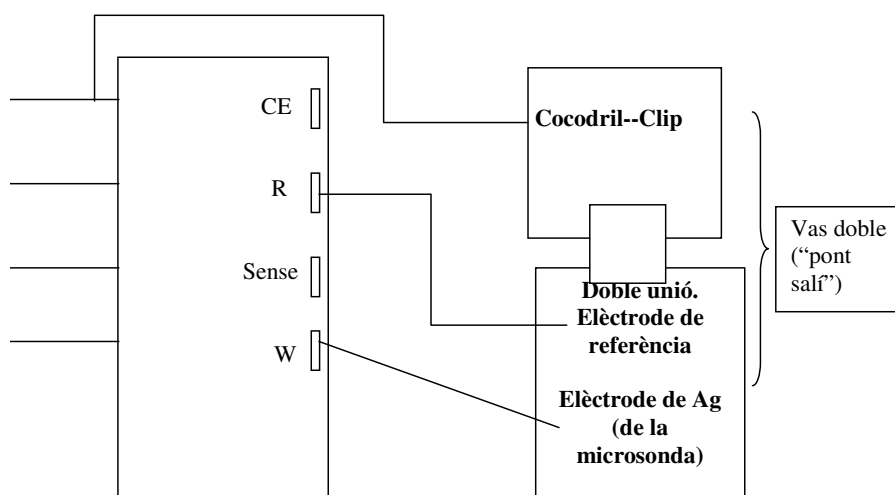 CE
R
Sense
W
Cocodril--Clip
Doble unió.
Elèctrode de
referència
Elèctrode de Ag
(de la
microsonda)
Vas doble
(“pont
salí”)